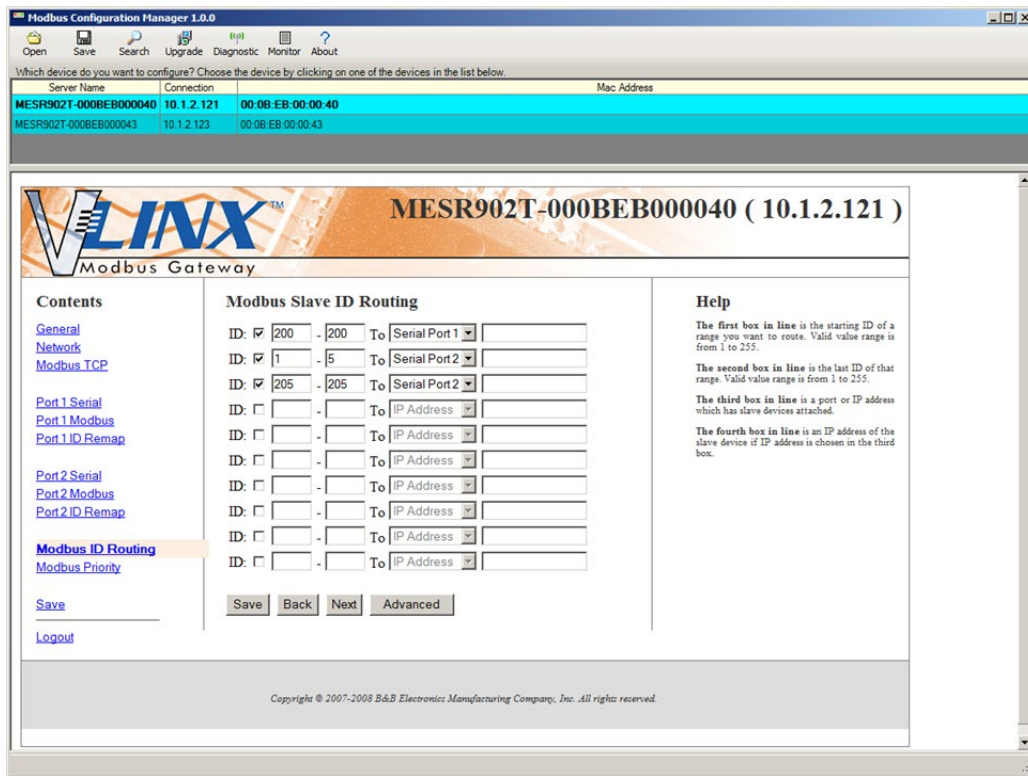 Modbus Configuration Manager 1.0.0
Open Save Search Upgrade Diagnostic Monitor About
Which device do you want to configure? Choose the device by clicking on one of the devices in the list below.
Server Name Connection Mac Address
MESR902T-000BEB000040 10.1.2.121 00:0B:EB:00:00:40
MESR902T-000BEB000043 10.1.2.123 00:0B:EB:00:00:43
VLINX™
Modbus Gateway
MESR902T-000BEB000040 ( 10.1.2.121 )
Contents
General
Network
Modbus TCP
Port 1 Serial
Port 1 Modbus
Port 1 ID Remap
Port 2 Serial
Port 2 Modbus
Port 2 ID Remap
Modbus ID Routing
Modbus Priority
Save
Logout
Modbus Slave ID Routing
ID: 200 - 200 To Serial Port 1
ID: 1 - 5 To Serial Port 2
ID: 205 - 205 To Serial Port 2
ID: - To IP Address
ID: - To IP Address
ID: - To IP Address
ID: - To IP Address
ID: - To IP Address
ID: - To IP Address
ID: - To IP Address
Save Back Next Advanced
Help
The first box in line is the starting ID of a
range you want to route. Valid value range is
from 1 to 255.
The second box in line is the last ID of that
range. Valid value range is from 1 to 255.
The third box in line is a port or IP address
which has slave devices attached.
The fourth box in line is an IP address of the
slave device if IP address is chosen in the third
box.
Copyright © 2007-2008 B&B Electronics Manufacturing Company, Inc. All rights reserved.